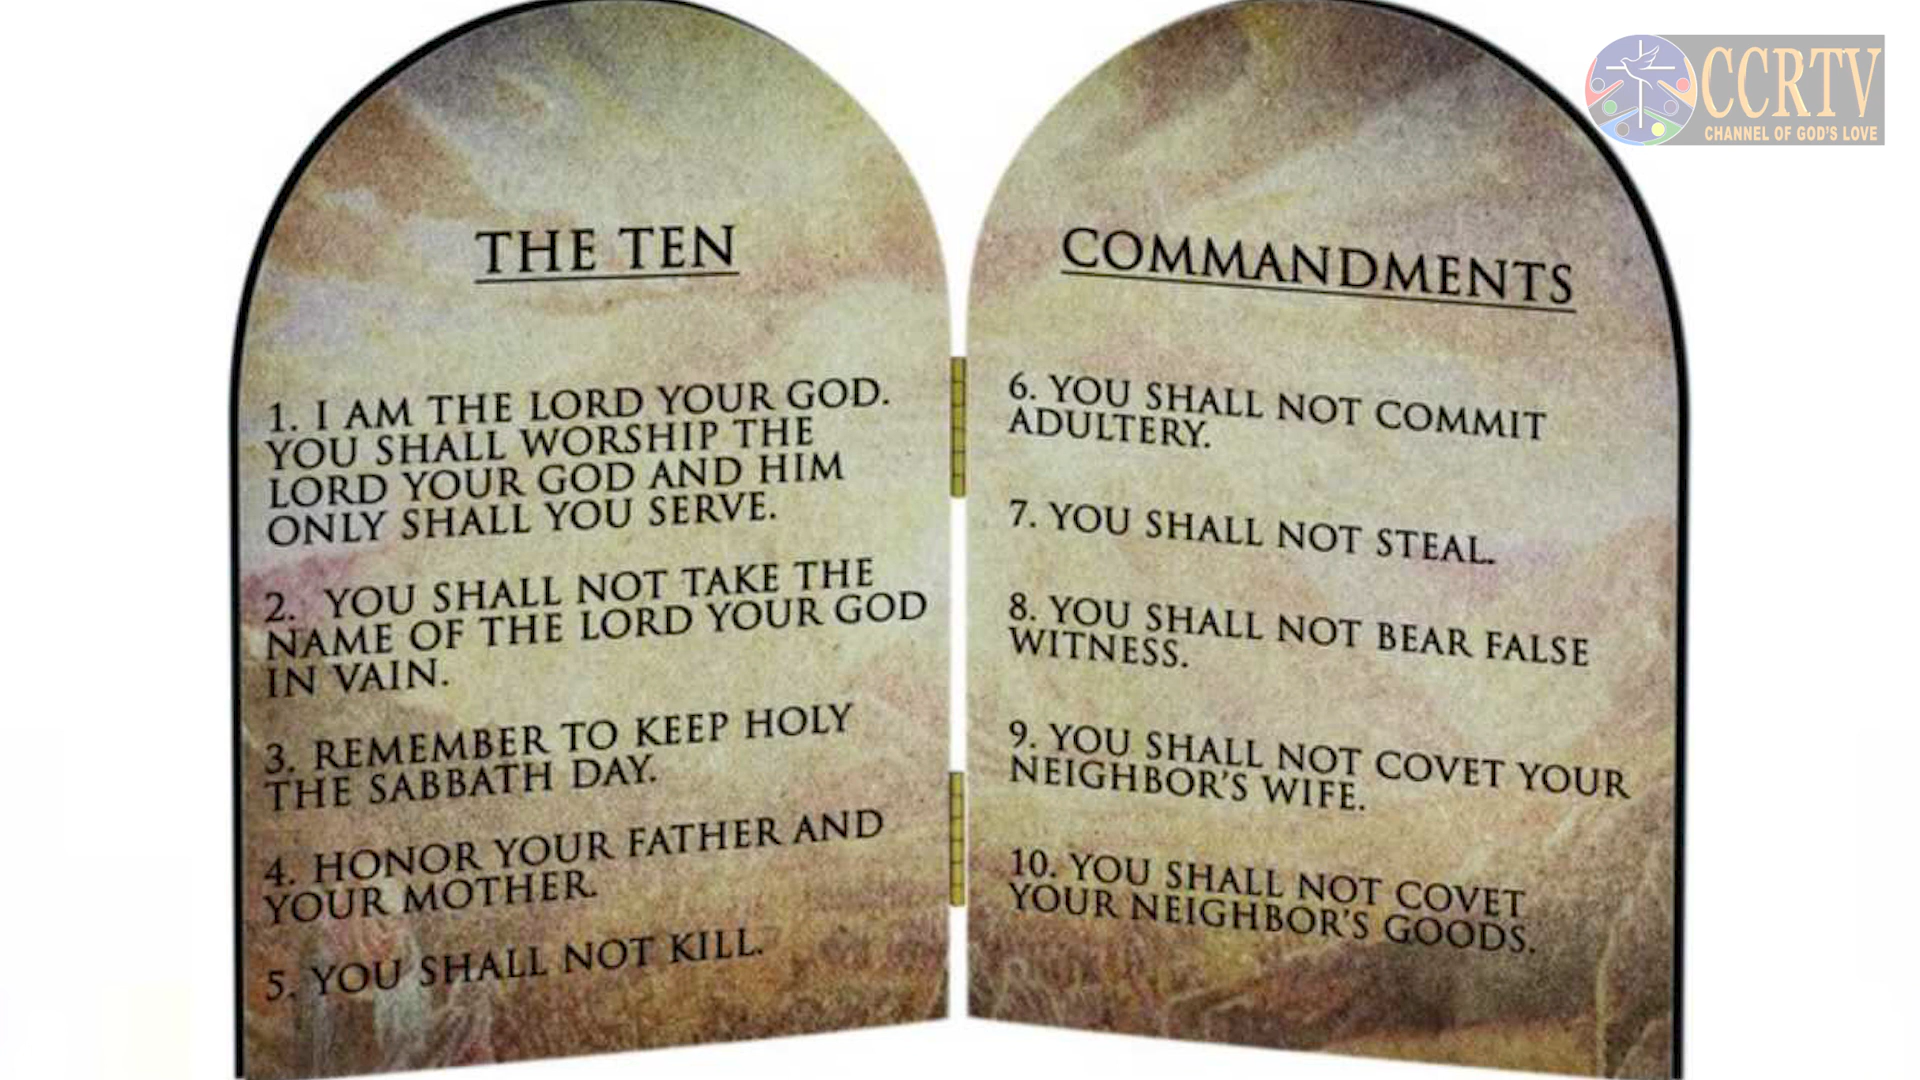 THE TEN
1. I AM THE LORD YOUR GOD.
YOU SHALL WORSHIP THE
LORD YOUR GOD AND HIM
ONLY SHALL YOU SERVE.
2. YOU SHALL NOT TAKE THE
NAME OF THE LORD YOUR GOD
IN VAIN.
3. REMEMBER TO KEEP HOLY
THE SABBATH DAY.
4. HONOR YOUR FATHER AND
YOUR MOTHER.
5. YOU SHALL NOT KILL.
COMMANDMENTS
6. YOU SHALL NOT COMMIT
ADULTERY.
7. YOU SHALL NOT STEAL.
8. YOU SHALL NOT BEAR FALSE
WITNESS.
9. YOU SHALL NOT COVET YOUR
NEIGHBOR'S WIFE.
10. YOU SHALL NOT COVET
YOUR NEIGHBOR'S GOODS.
CCRTV
CHANNEL OF GOD'S LOVE